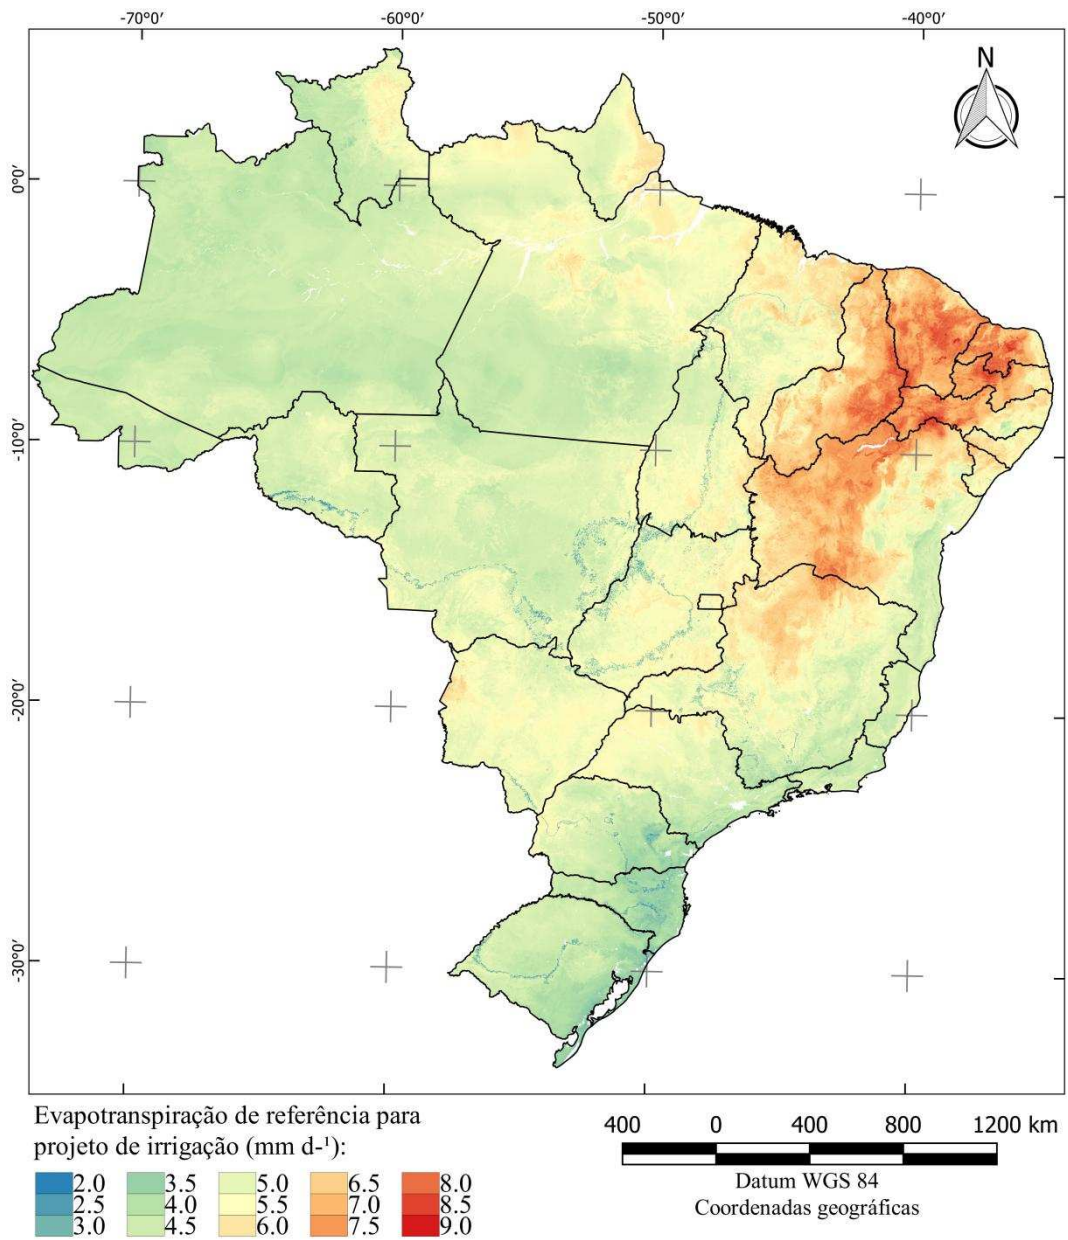 -70°0′ -60°0′ -50°0′ -40°0′
N
0°0′
-10°0′
-20°0′
-30°0′
Evapotranspiração de referência para
projeto de irrigação (mm d-¹):
2.0 3.5 5.0 6.5 8.0
2.5 4.0 5.5 7.0 8.5
3.0 4.5 6.0 7.5 9.0
400 0 400 800 1200 km
Datum WGS 84
Coordenadas geográficas